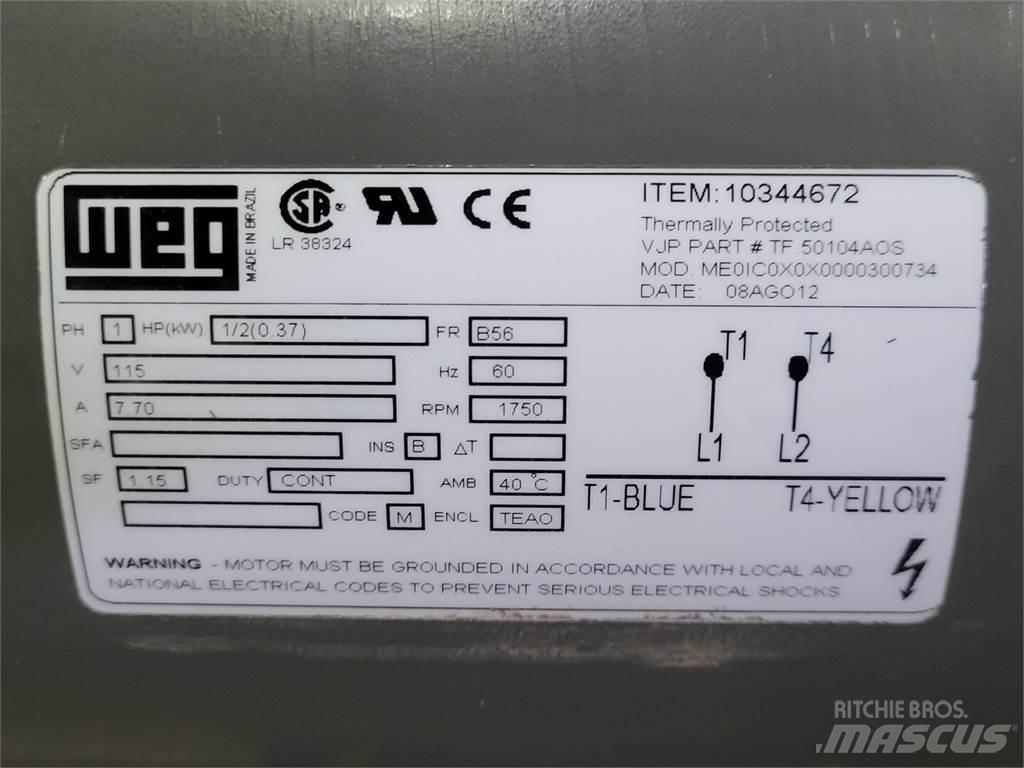 weg
MADE IN BRAZIL
SA ®
LR 38324
RU CE
ITEM:10344672
Thermally Protected
VJP PART # TF.50104AOS
MOD. ME0IC0X0X0000300734
DATE: 08AGO12
PH 1 HP(kW) 1/2(0.37) FR B56
V 115 Hz 60
A 7.70 RPM 1750
SFA INS B ΔT
SF 1.15 DUTY CONT AMB 40 °C
CODE M ENCL TEAO
T1 T4
L1 L2
T1-BLUE T4-YELLOW
WARNING - MOTOR MUST BE GROUNDED IN ACCORDANCE WITH LOCAL AND
NATIONAL ELECTRICAL CODES TO PREVENT SERIOUS ELECTRICAL SHOCKS
RITCHIE BROS.
MASCUS